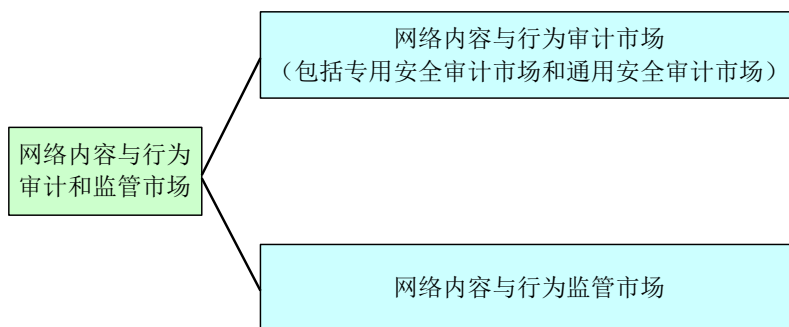 网络内容与行为审计市场
（包括专用安全审计市场和通用安全审计市场）
网络内容与行为
审计和监管市场
网络内容与行为监管市场